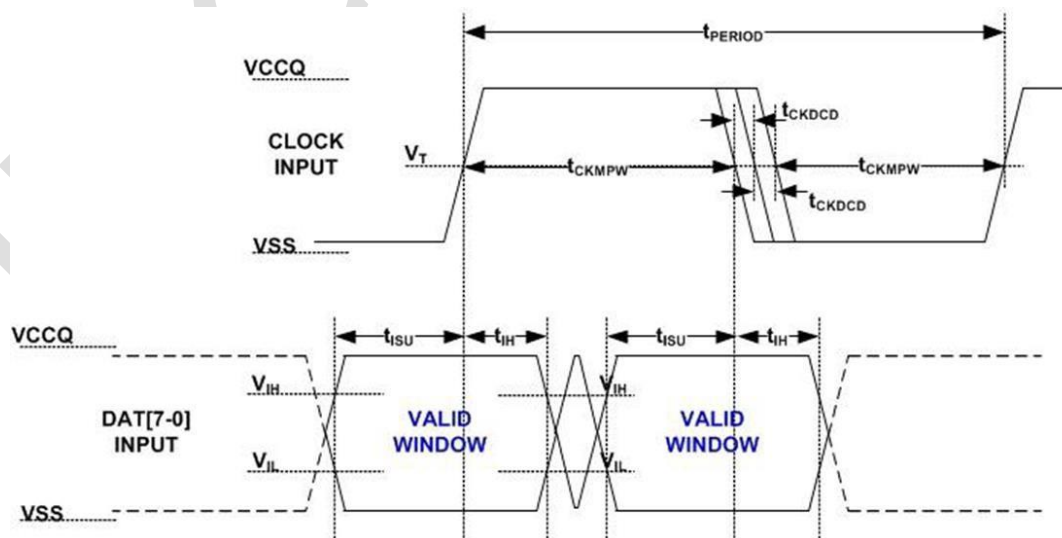 tPERIOD
VCCQ
tCKDCD
CLOCK
INPUT
VT
tCKMPW
tCKMPW
tCKDCD
VSS
VCCQ
tISU
tIH
tISU
tIH
VIH
VIH
DAT[7-0]
INPUT
VALID
WINDOW
VALID
WINDOW
VIL
VIL
VSS